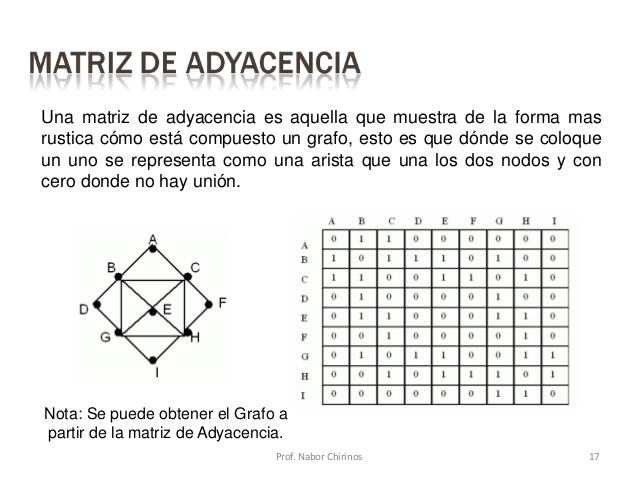 MATRIZ DE ADYACENCIA
Una matriz de adyacencia es aquella que muestra de la forma mas
rustica cómo está compuesto un grafo, esto es que dónde se coloque
un uno se representa como una arista que una los dos nodos y con
cero donde no hay unión.
A
B
C
D
E
F
G
H
I
A B C D E F G H I
A 0 1 1 0 0 0 0 0 0
B 1 0 1 1 1 0 1 0 0
C 1 1 0 0 1 1 0 1 0
D 0 1 0 0 0 0 1 0 0
E 0 1 1 1 0 0 0 1 1 0
F 0 0 1 0 0 0 0 1 0
G 0 1 0 1 1 0 0 1 1
H 0 0 1 0 1 1 1 0 1
I 0 0 0 0 0 0 1 1 0
Nota: Se puede obtener el Grafo a
partir de la matriz de Adyacencia.
Prof. Nabor Chirinos
17